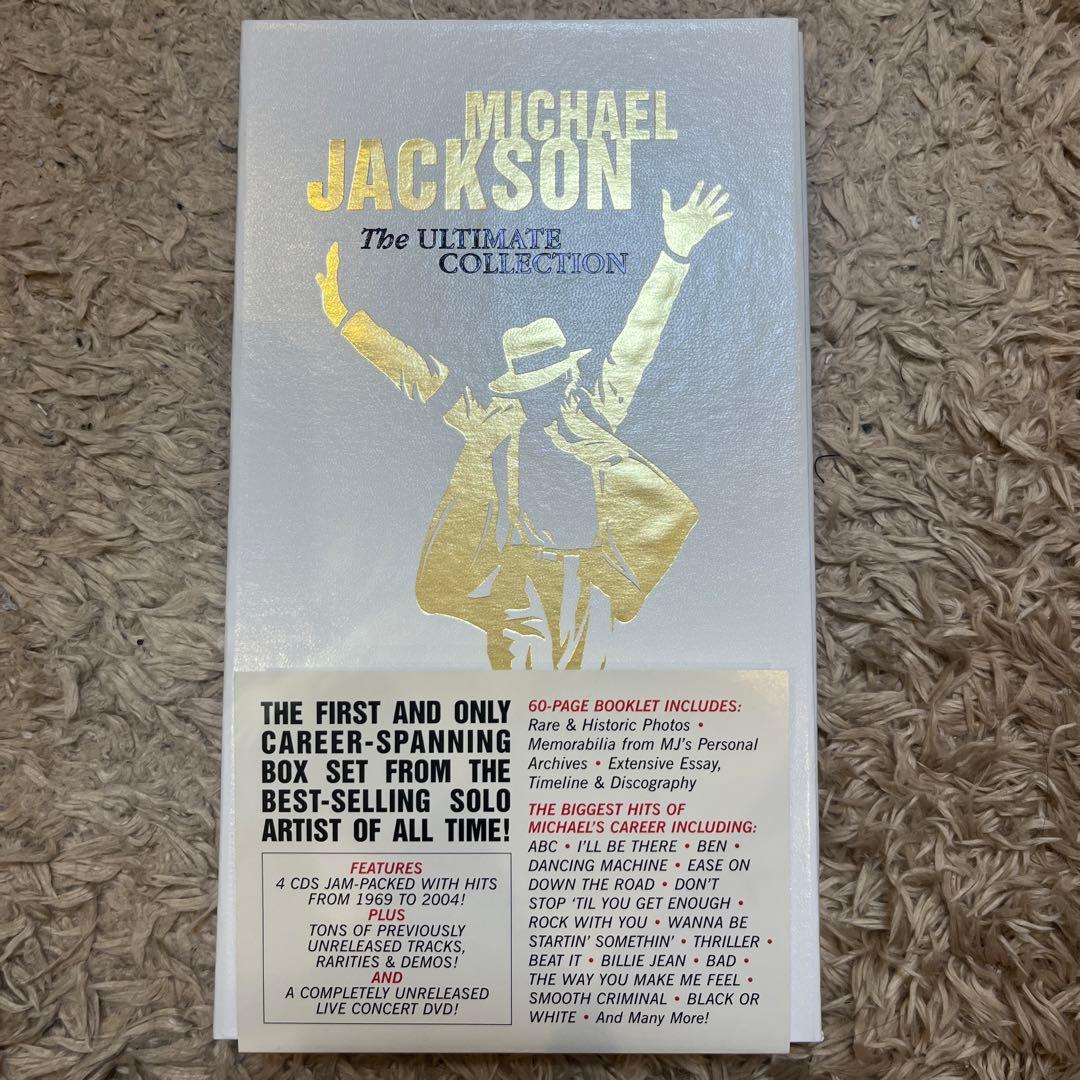 MICHAEL
JACKSON
The ULTIMATE
COLLECTION
THE FIRST AND ONLY
CAREER-SPANNING
BOX SET FROM THE
BEST-SELLING SOLO
ARTIST OF ALL TIME!
FEATURES
4 CDS JAM-PACKED WITH HITS
FROM 1969 TO 2004!
PLUS
TONS OF PREVIOUSLY
UNRELEASED TRACKS,
RARITIES & DEMOS!
AND
A COMPLETELY UNRELEASED
LIVE CONCERT DVD!
60-PAGE BOOKLET INCLUDES:
Rare & Historic Photos •
Memorabilia from MJ's Personal
Archives • Extensive Essay,
Timeline & Discography
THE BIGGEST HITS OF
MICHAEL'S CAREER INCLUDING:
ABC • I'LL BE THERE • BEN •
DANCING MACHINE • EASE ON
DOWN THE ROAD • DON'T
STOP 'TIL YOU GET ENOUGH •
ROCK WITH YOU • WANNA BE
STARTIN' SOMETHIN' • THRILLER •
BEAT IT • BILLIE JEAN • BAD •
THE WAY YOU MAKE ME FEEL •
SMOOTH CRIMINAL • BLACK OR
WHITE • And Many More!